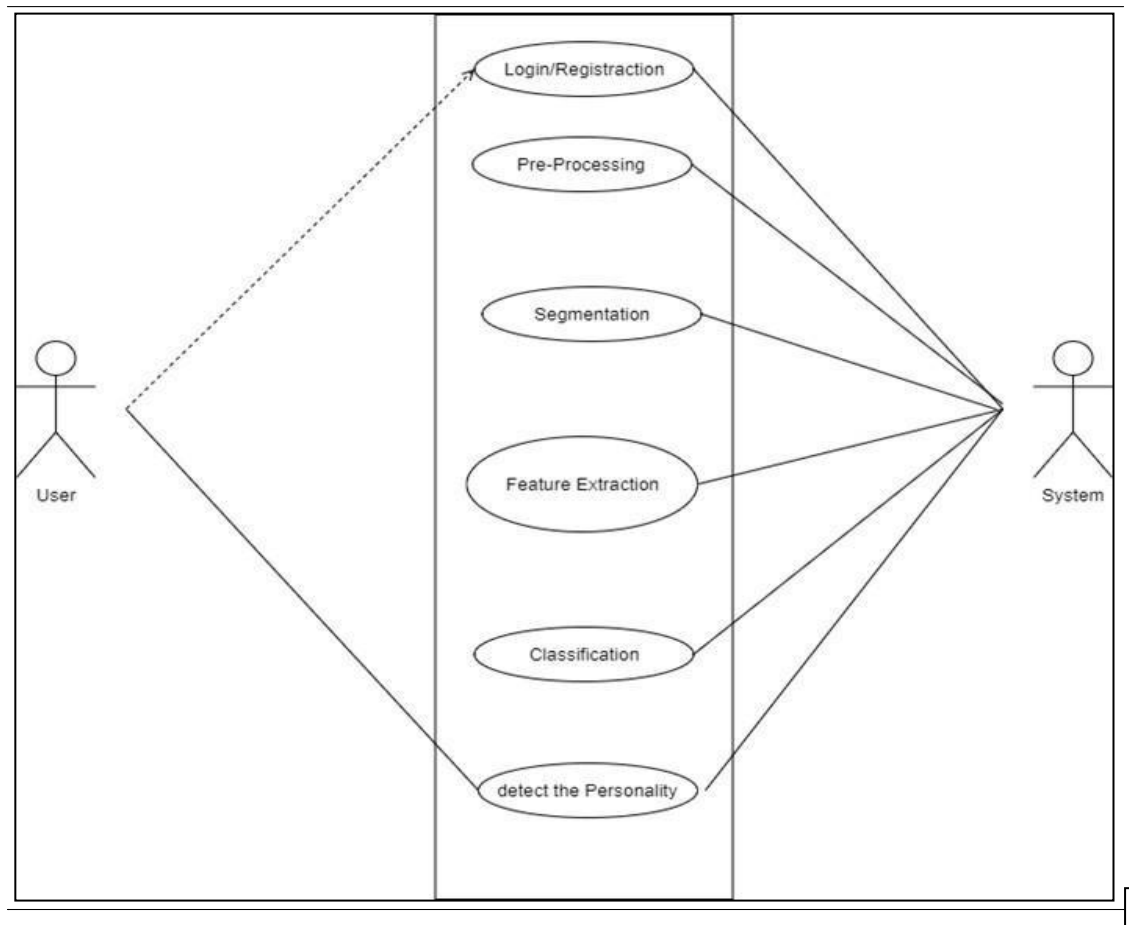 Login/Registraction
Pre-Processing
Segmentation
Feature Extraction
Classification
detect the Personality
User
System